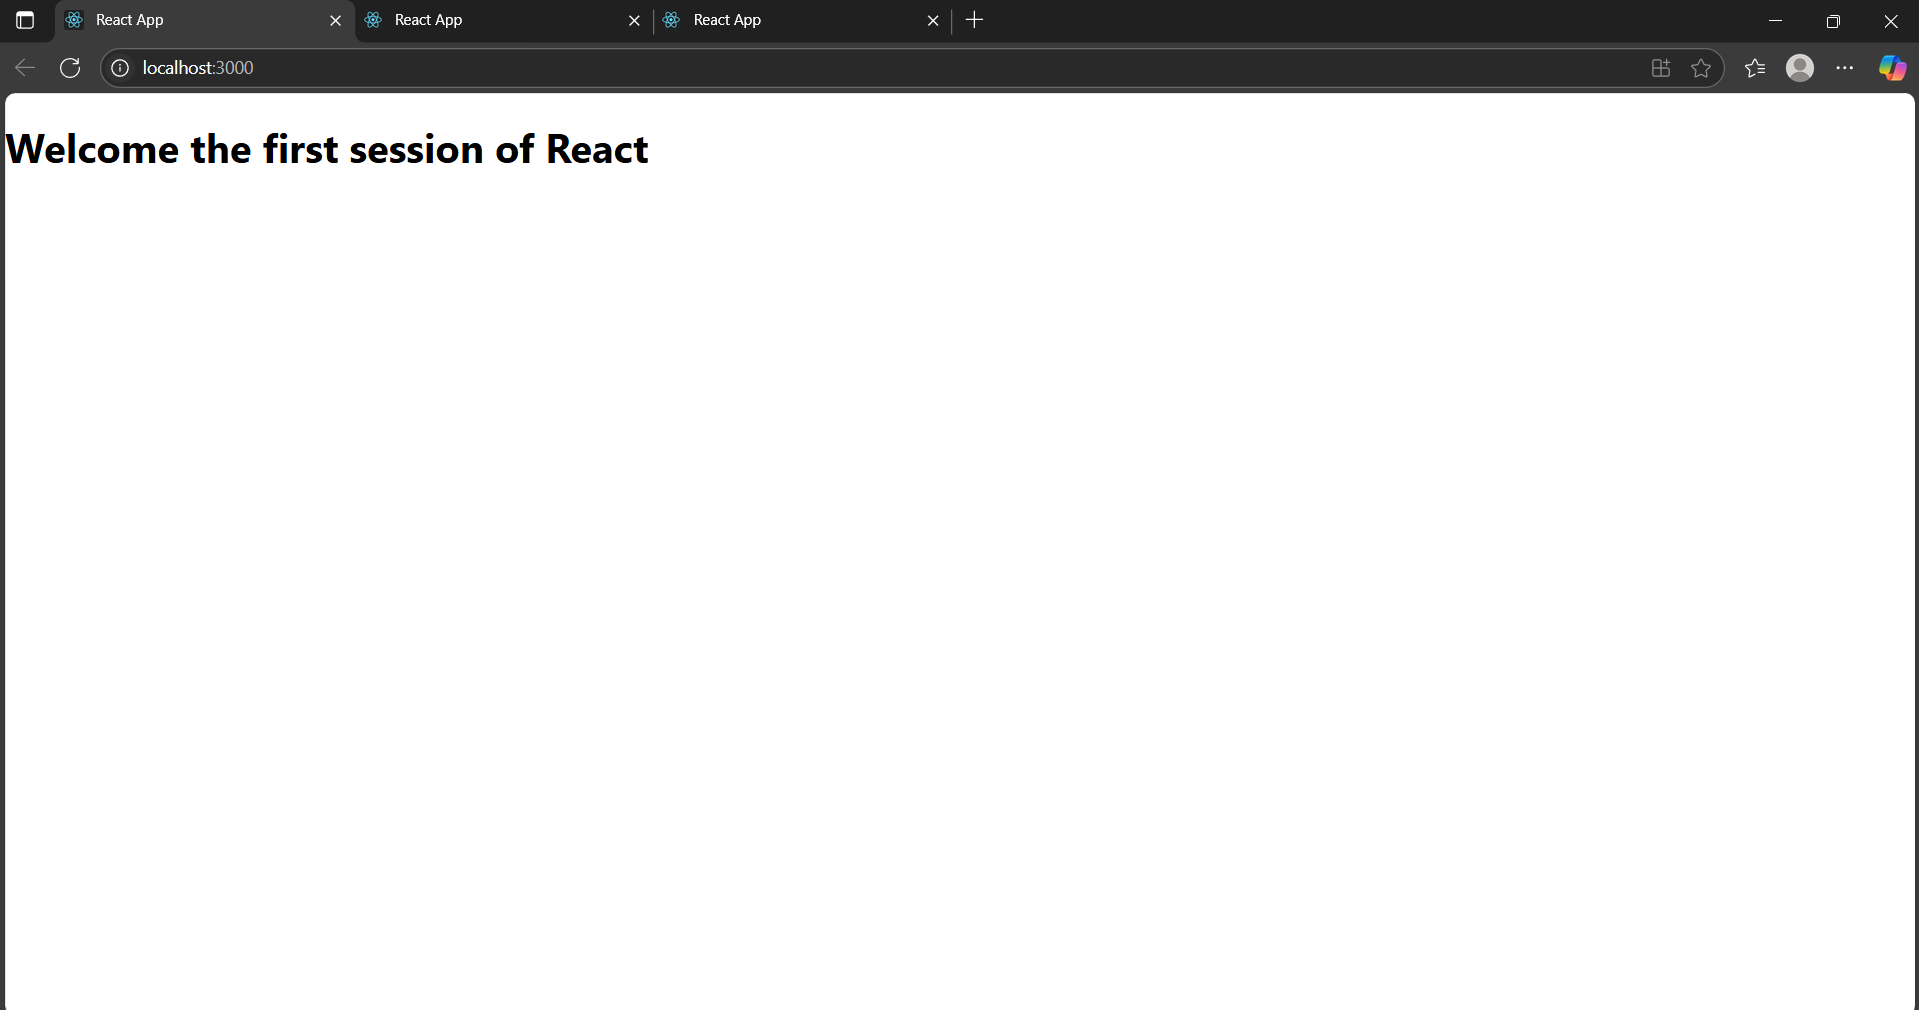 React App
React App
React App
localhost:3000
Welcome the first session of React